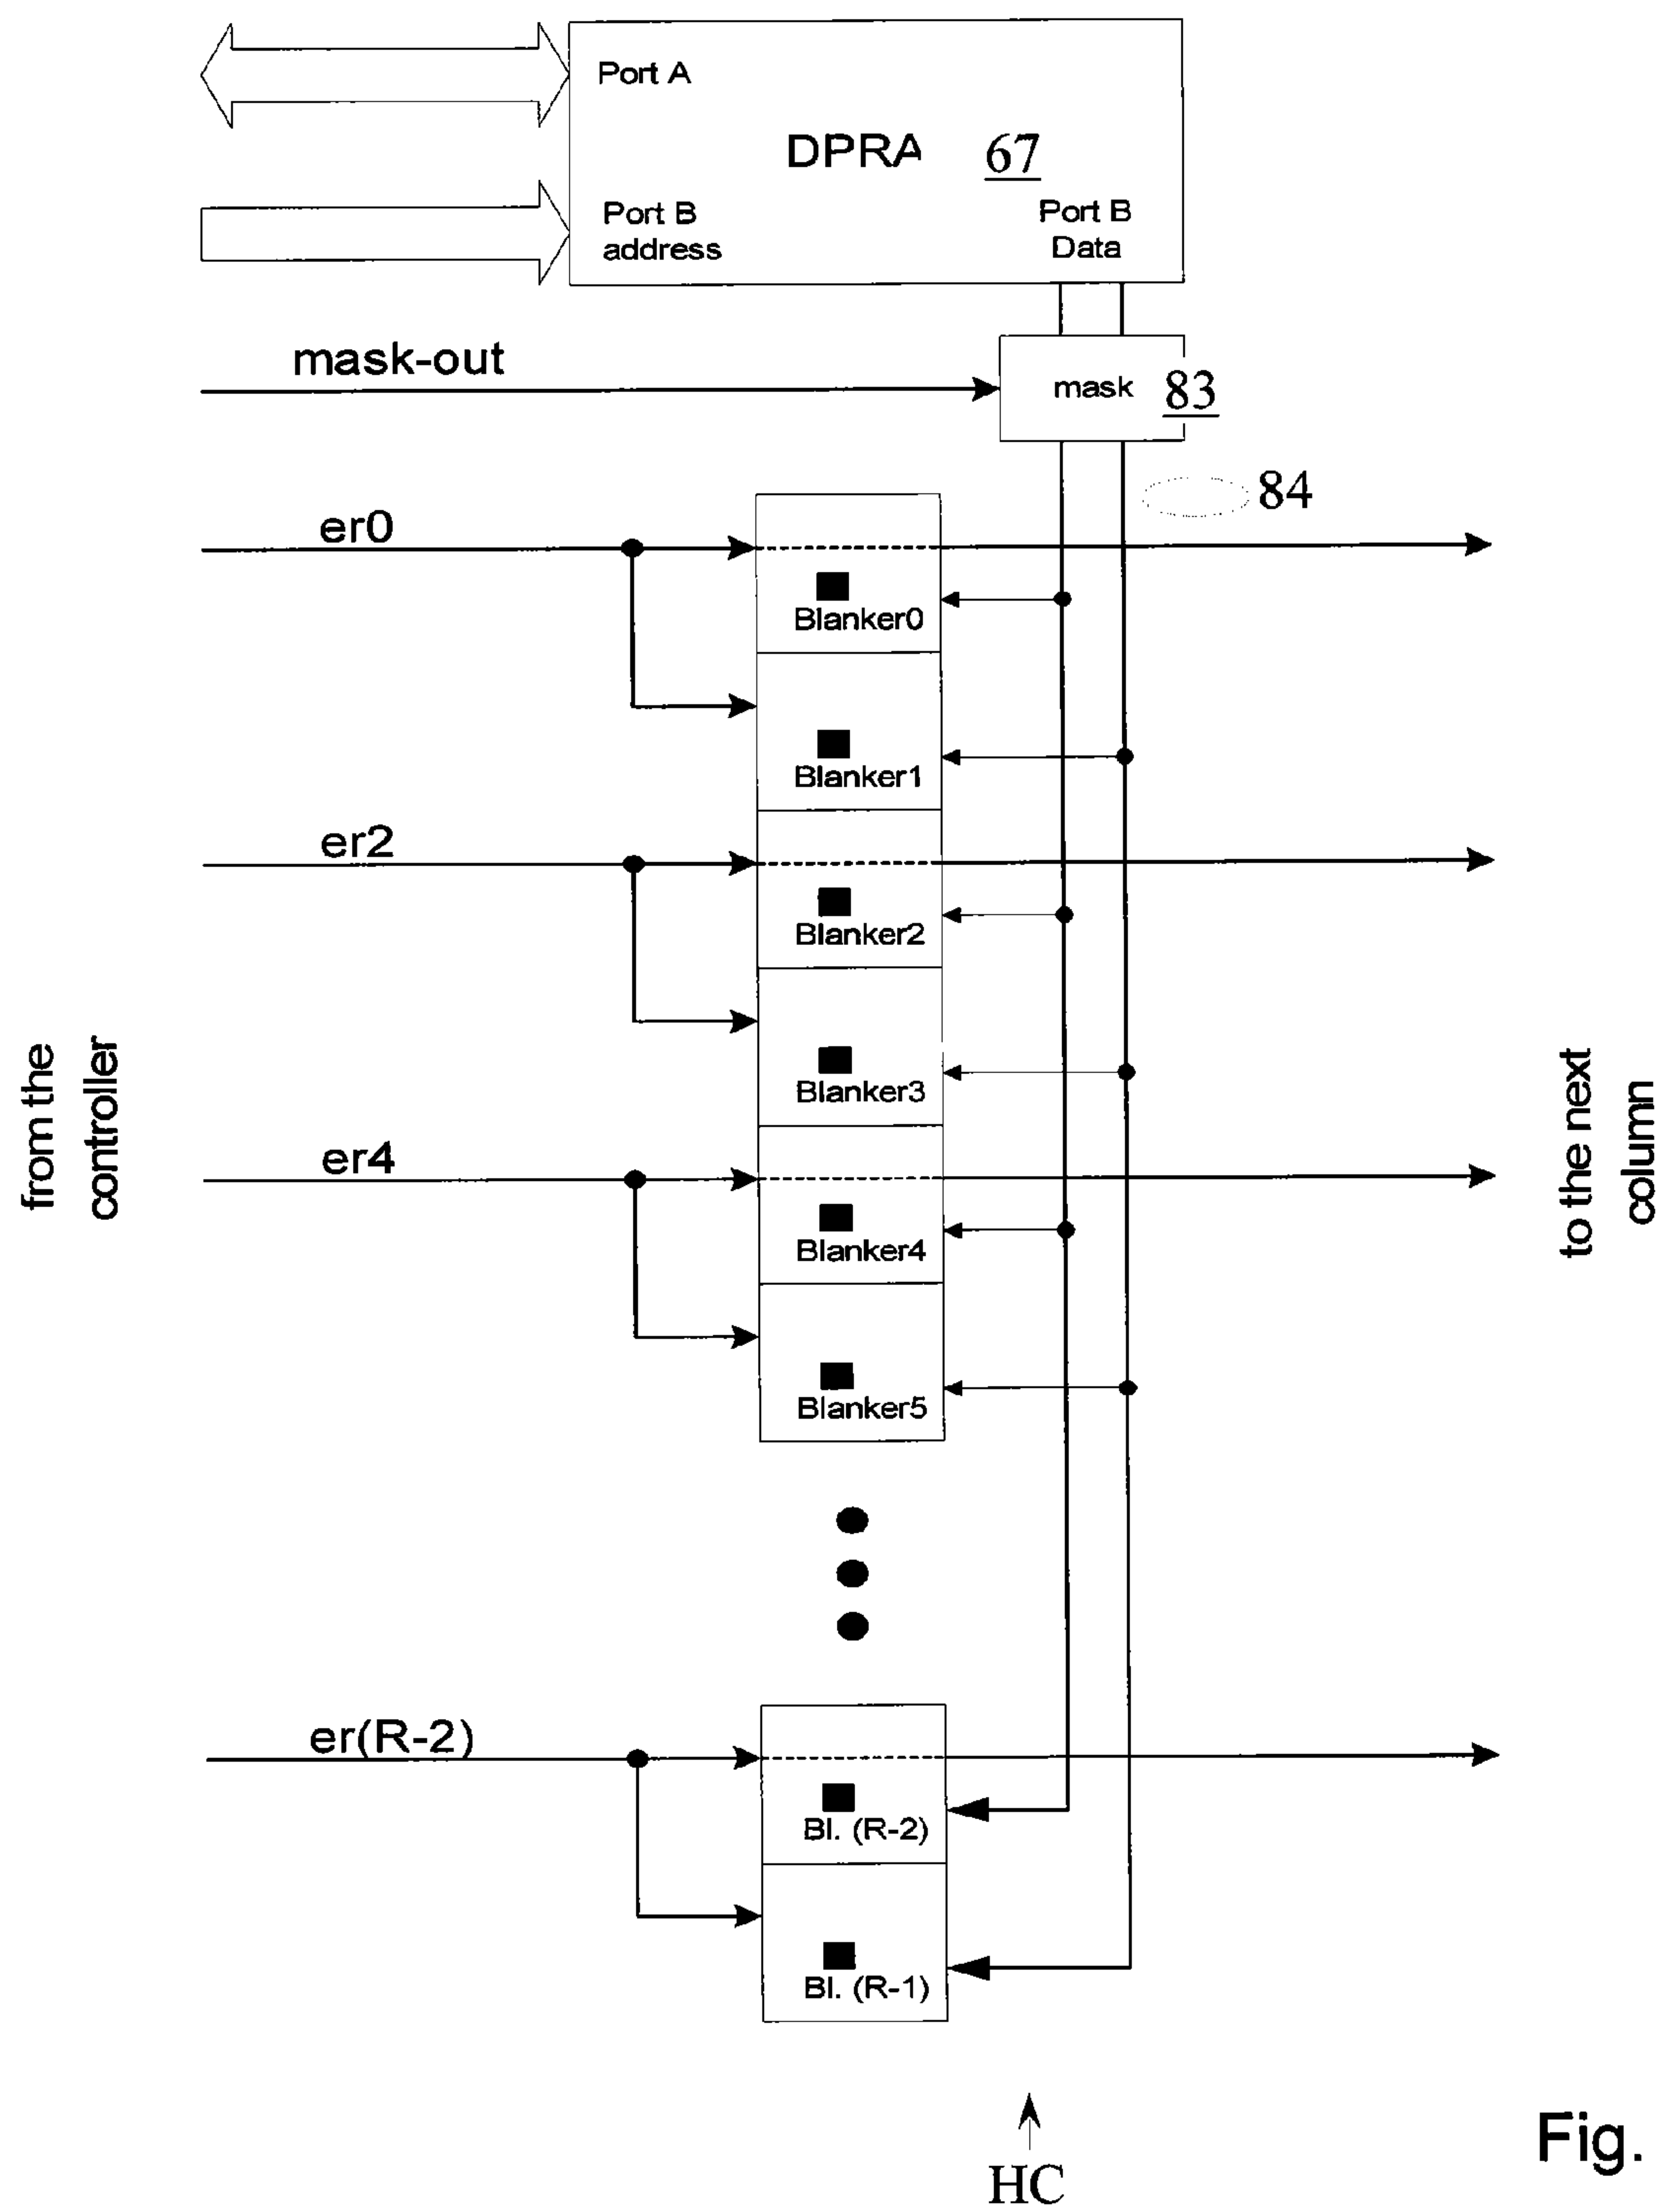 Port A
DPRA 67
Port B
address
Port B
Data
mask-out
mask 83
84
er0
Blanker0
Blanker1
er2
Blanker2
Blanker3
from the
controller
to the next
column
er4
Blanker4
Blanker5
er(R-2)
Bl. (R-2)
Bl. (R-1)
HC
Fig.